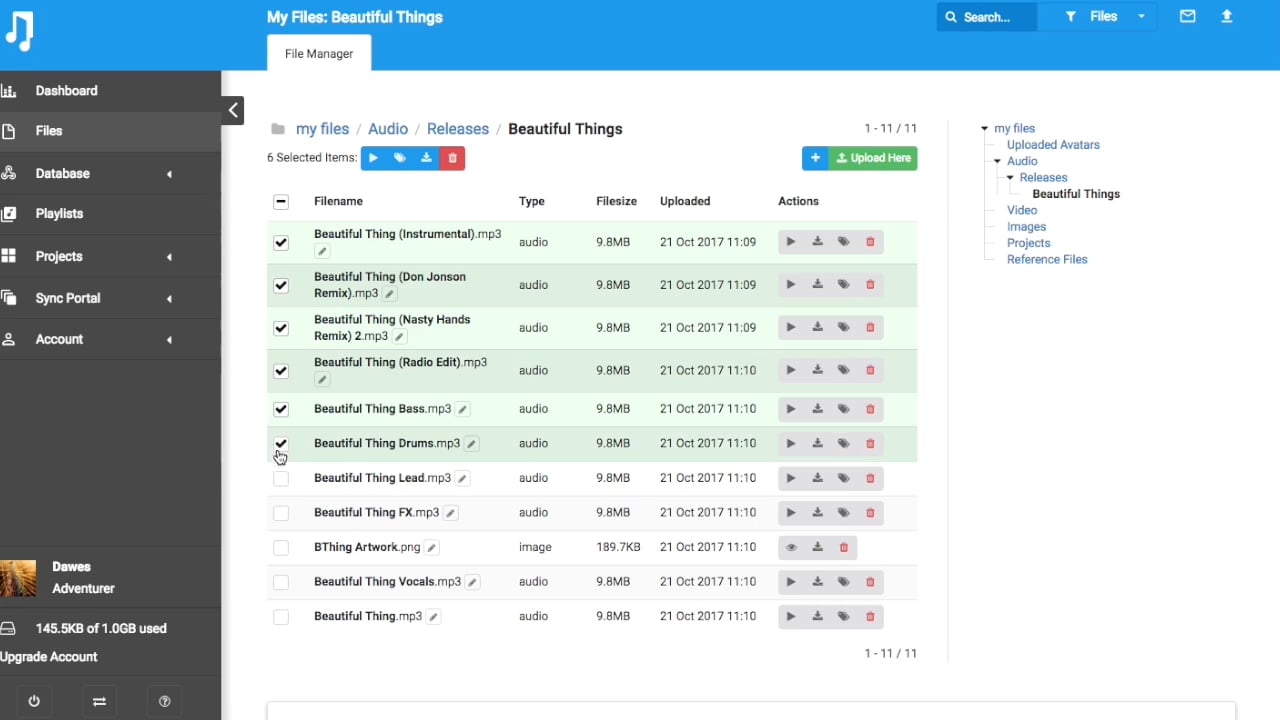 My Files: Beautiful Things
Search...
Files
File Manager
Dashboard
Files
Database
Playlists
Projects
Sync Portal
Account
Dawes
Adventurer
145.5KB of 1.0GB used
Upgrade Account
my files / Audio / Releases / Beautiful Things
1 - 11 / 11
6 Selected Items:
Upload Here
Filename Type Filesize Uploaded Actions
Beautiful Thing (Instrumental).mp3 audio 9.8MB 21 Oct 2017 11:09
Beautiful Thing (Don Jonson
Remix).mp3 audio 9.8MB 21 Oct 2017 11:09
Beautiful Thing (Nasty Hands
Remix) 2.mp3 audio 9.8MB 21 Oct 2017 11:09
Beautiful Thing (Radio Edit).mp3 audio 9.8MB 21 Oct 2017 11:10
Beautiful Thing Bass.mp3 audio 9.8MB 21 Oct 2017 11:10
Beautiful Thing Drums.mp3 audio 9.8MB 21 Oct 2017 11:10
Beautiful Thing Lead.mp3 audio 9.8MB 21 Oct 2017 11:10
Beautiful Thing FX.mp3 audio 9.8MB 21 Oct 2017 11:10
BThing Artwork.png image 189.7KB 21 Oct 2017 11:10
Beautiful Thing Vocals.mp3 audio 9.8MB 21 Oct 2017 11:10
Beautiful Thing.mp3 audio 9.8MB 21 Oct 2017 11:10
1 - 11 / 11
my files
Uploaded Avatars
Audio
Releases
Beautiful Things
Video
Images
Projects
Reference Files